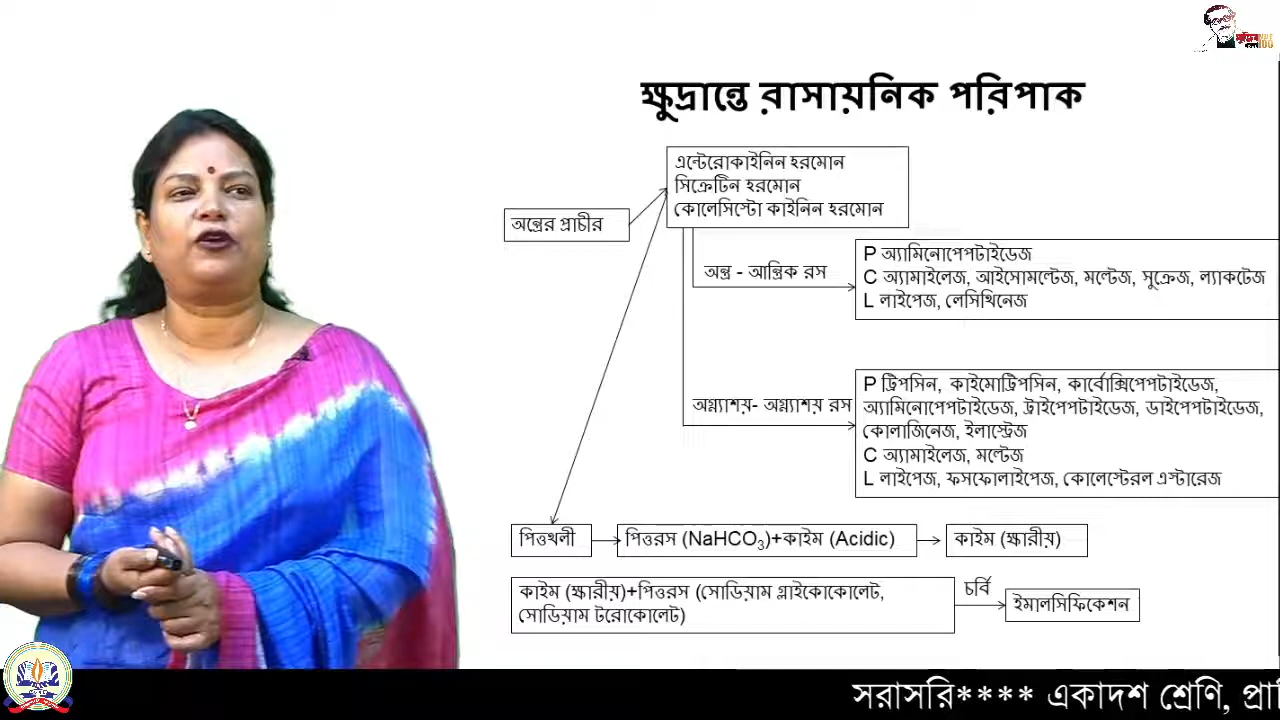 ক্ষুদ্রান্তে রাসায়নিক পরিপাক
এন্টেরোকাইনিন হরমোন
সিক্রেটিন হরমোন
কোলেসিস্টো কাইনিন হরমোন
অন্ত্রের প্রাচীর
অন্ত্র - আন্ত্রিক রস
P অ্যামিনোপেপটাইডেজ
C অ্যামাইলেজ, আইসোমল্টেজ, মল্টেজ, সুক্রেজ, ল্যাকটেজ
L লাইপেজ, লেসিথিনেজ
অগ্ন্যাশয়- অগ্ন্যাশয় রস
P ট্রিপসিন, কাইমোট্রিপসিন, কার্বোক্সিপেপটাইডেজ,
অ্যামিনোপেপটাইডেজ, ট্রাইপেপটাইডেজ, ডাইপেপটাইডেজ,
কোলাজিনেজ, ইলাস্ট্রেজ
C অ্যামাইলেজ, মল্টেজ
L লাইপেজ, ফসফোলাইপেজ, কোলেস্টেরল এস্টারেজ
পিত্তথলী
পিত্তরস (NaHCO₃)+কাইম (Acidic)
কাইম (ক্ষারীয়)
কাইম (ক্ষারীয়)+পিত্তরস (সোডিয়াম গ্লাইকোকোলেট,
সোডিয়াম টরোকোলেট)
চর্বি
ইমালসিফিকেশন
সরাসরি**** একাদশ শ্রেণি,